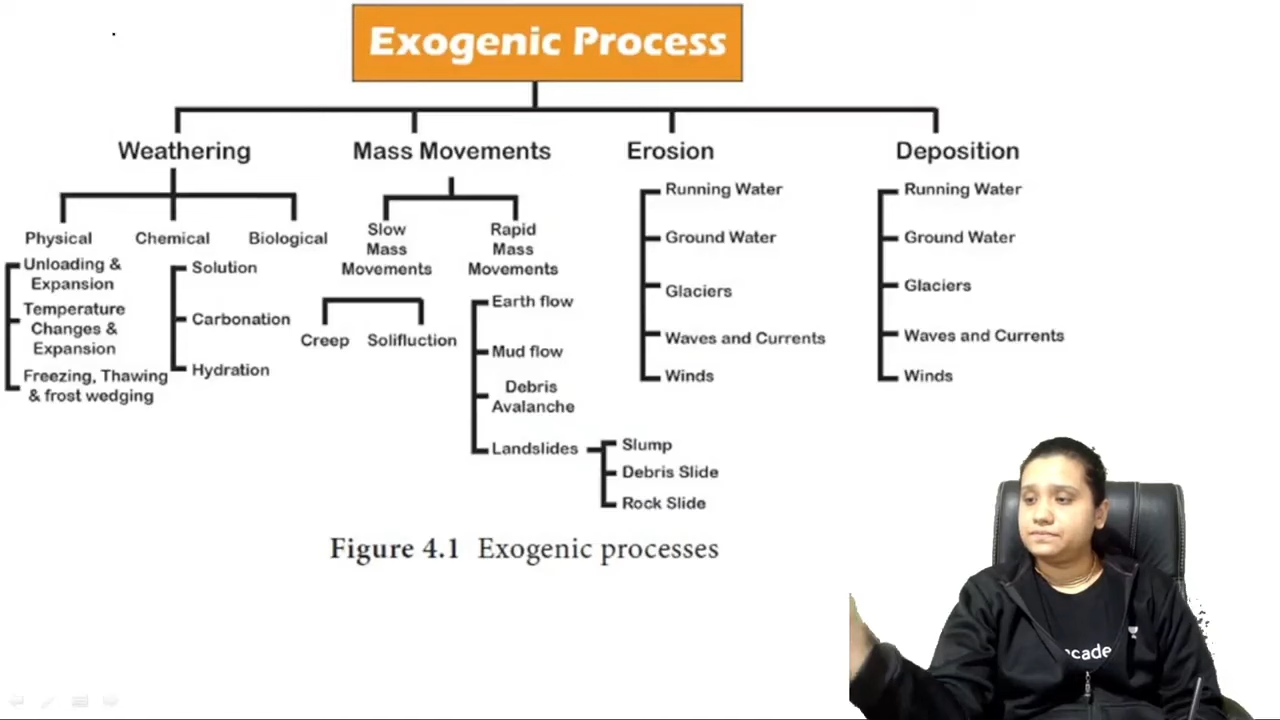 Exogenic Process
Weathering
Mass Movements
Erosion
Deposition
Physical
Chemical
Biological
Unloading &
Expansion
Temperature
Changes &
Expansion
Freezing, Thawing
& frost wedging
Solution
Carbonation
Hydration
Slow
Mass
Movements
Creep
Solifluction
Rapid
Mass
Movements
Earth flow
Mud flow
Debris
Avalanche
Landslides
Slump
Debris Slide
Rock Slide
Running Water
Ground Water
Glaciers
Waves and Currents
Winds
Running Water
Ground Water
Glaciers
Waves and Currents
Winds
Figure 4.1 Exogenic processes
cade